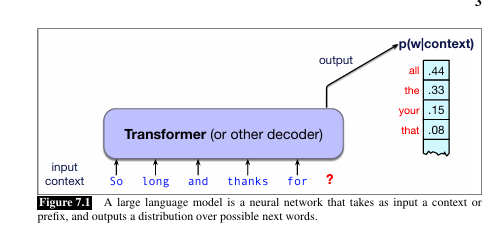 3
p(w|context)
output
all .44
the .33
your .15
that .08
Transformer (or other decoder)
input
context
So long and thanks for ?
Figure 7.1 A large language model is a neural network that takes as input a context or
prefix, and outputs a distribution over possible next words.